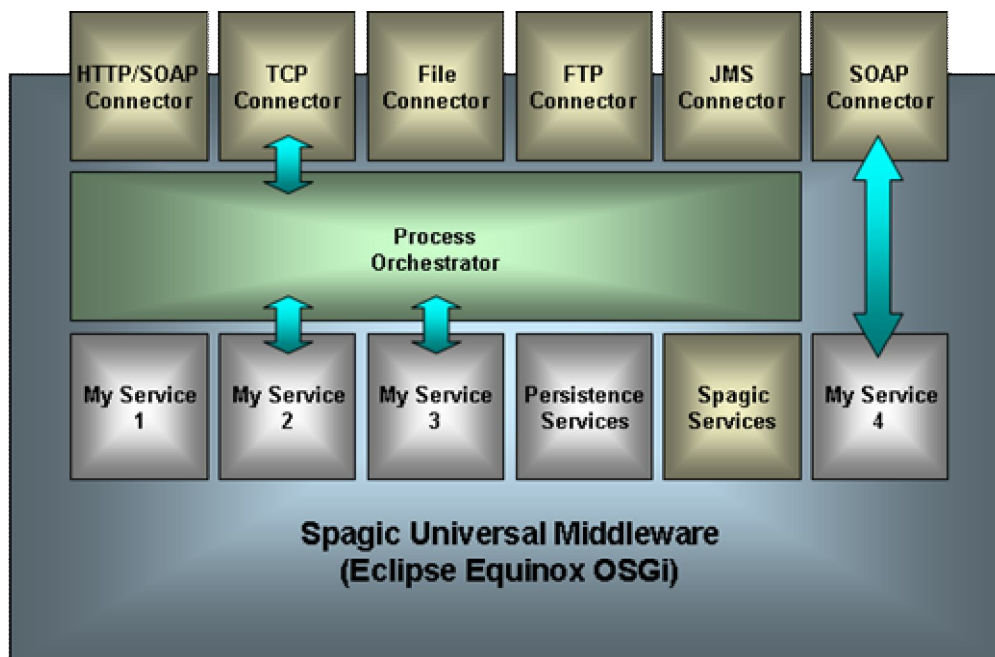 HTTP/SOAP
Connector
TCP
Connector
File
Connector
FTP
Connector
JMS
Connector
SOAP
Connector
Process
Orchestrator
My Service
1
My Service
2
My Service
3
Persistence
Services
Spagic
Services
My Service
4
Spagic Universal Middleware
(Eclipse Equinox OSGi)